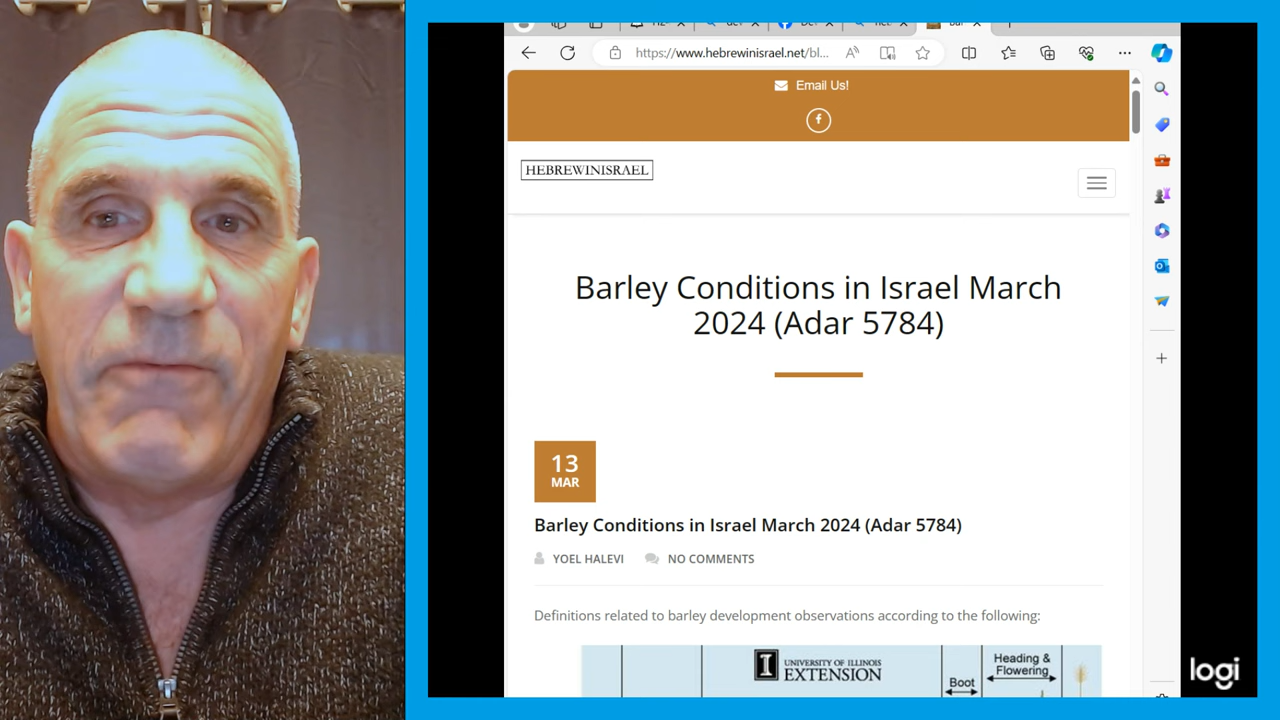 https://www.hebrewinisrael.net/bl...
Email Us!
HEBREWINISRAEL
Barley Conditions in Israel March
2024 (Adar 5784)
13
MAR
Barley Conditions in Israel March 2024 (Adar 5784)
YOEL HALEVI NO COMMENTS
Definitions related to barley development observations according to the following:
UNIVERSITY OF ILLINOIS
EXTENSION
Boot
Heading &
Flowering
logi